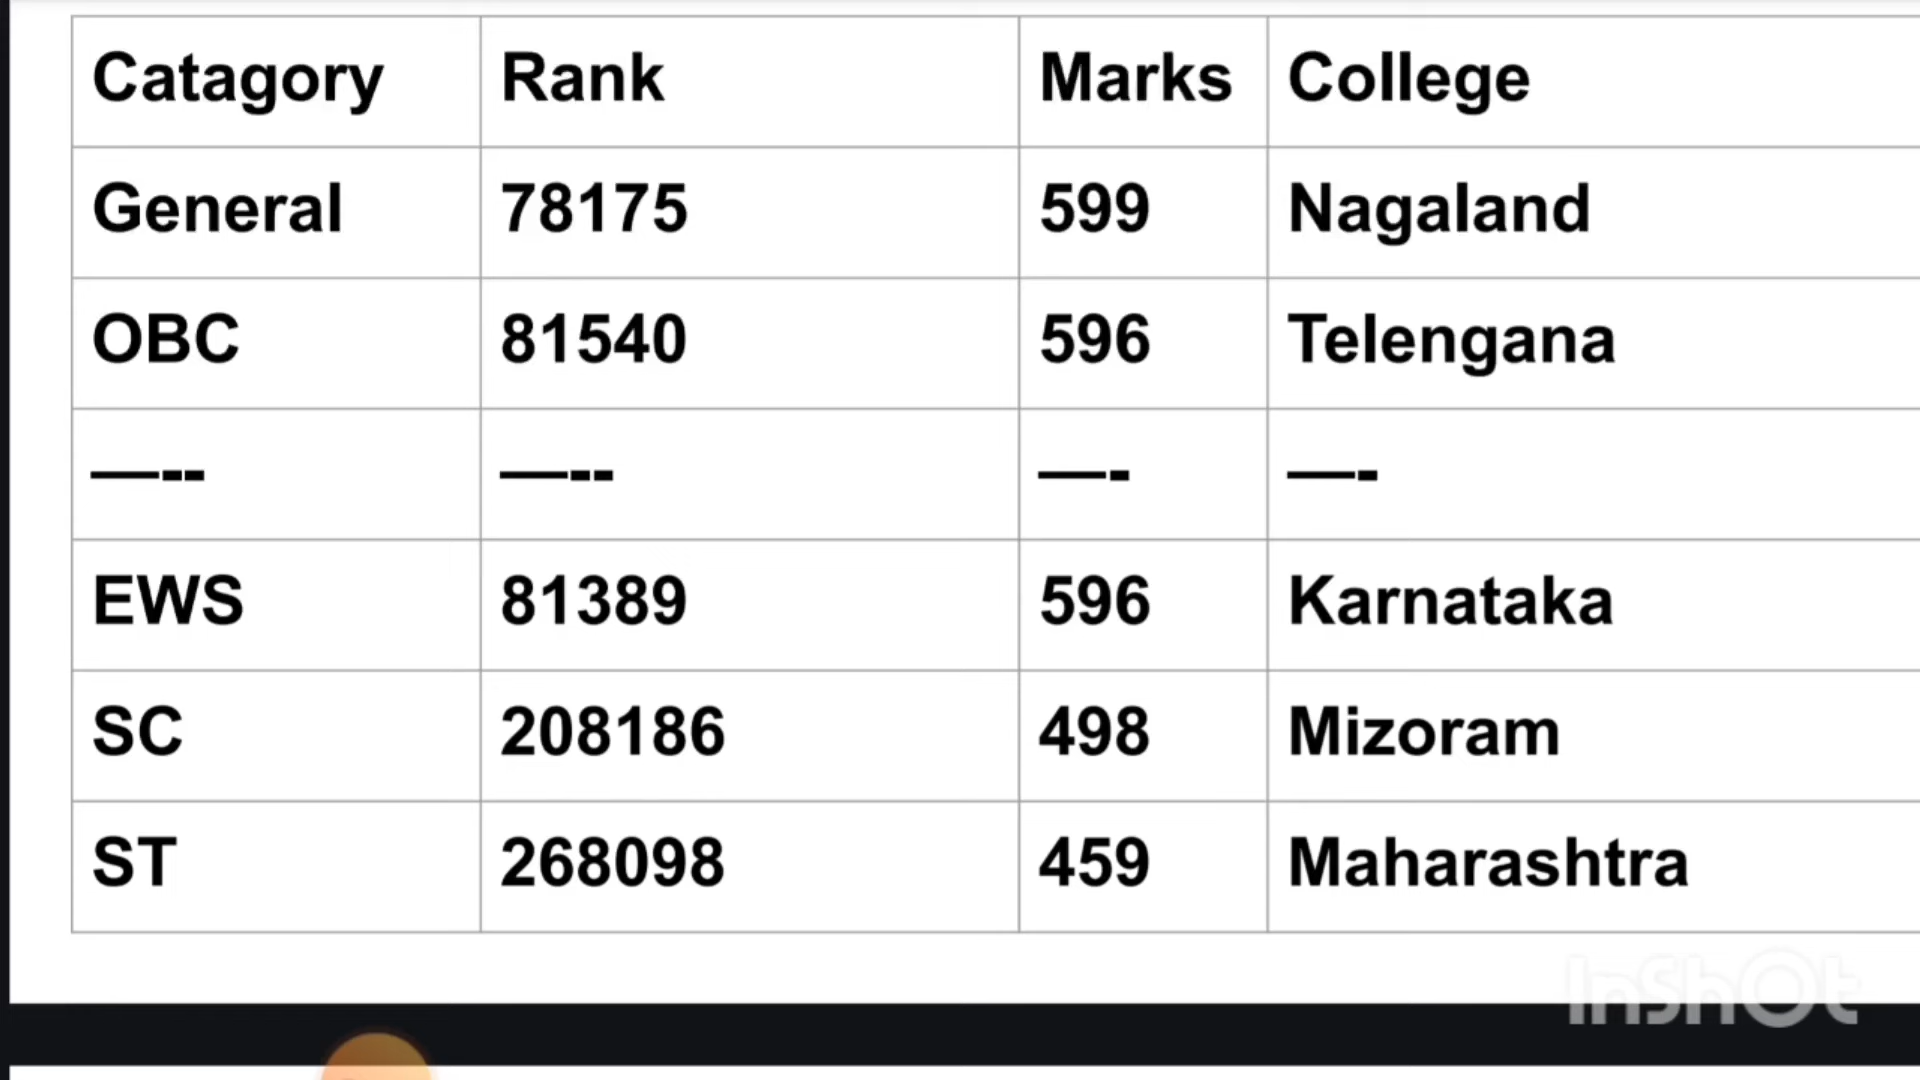 Catagory Rank Marks College
General 78175 599 Nagaland
OBC 81540 596 Telengana
—-- —-- —- —-
EWS 81389 596 Karnataka
SC 208186 498 Mizoram
ST 268098 459 Maharashtra
InShOt